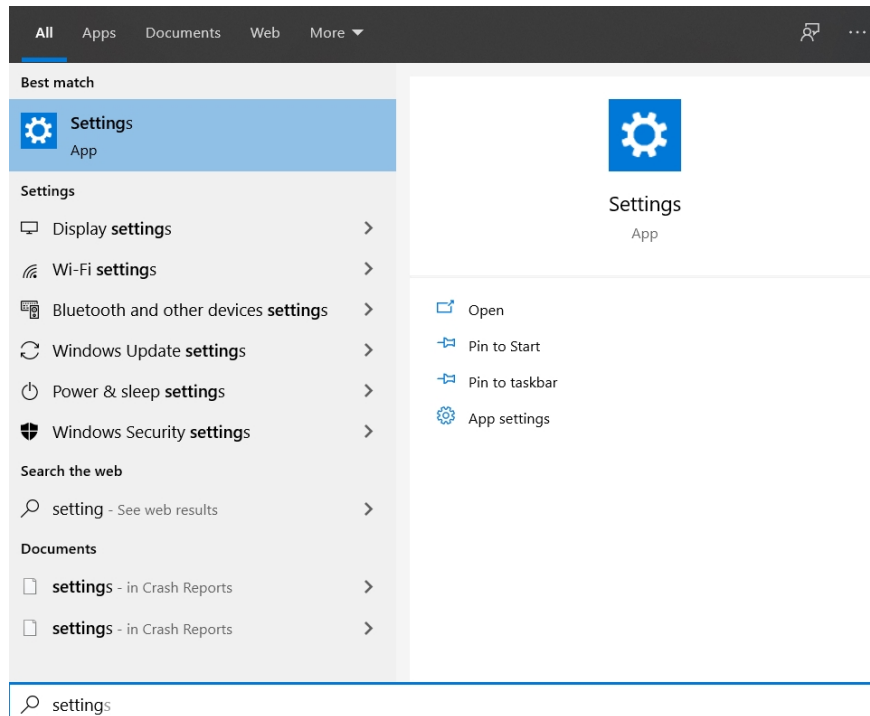 All Apps Documents Web More
Best match
Settings
App
Settings
Display settings
Wi-Fi settings
Bluetooth and other devices settings
Windows Update settings
Power & sleep settings
Windows Security settings
Search the web
setting - See web results
Documents
settings - in Crash Reports
settings - in Crash Reports
Settings
App
Open
Pin to Start
Pin to taskbar
App settings
settings